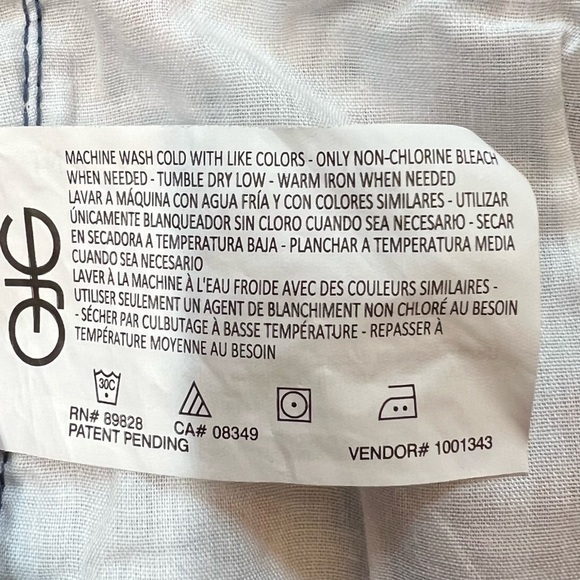 MACHINE WASH COLD WITH LIKE COLORS - ONLY NON-CHLORINE BLEACH
WHEN NEEDED - TUMBLE DRY LOW - WARM IRON WHEN NEEDED
LAVAR A MÁQUINA CON AGUA FRÍA Y CON COLORES SIMILARES - UTILIZAR
ÚNICAMENTE BLANQUEADOR SIN CLORO CUANDO SEA NECESARIO - SECAR
EN SECADORA A TEMPERATURA BAJA - PLANCHAR A TEMPERATURA MEDIA
CUANDO SEA NECESARIO
LAVER À LA MACHINE À L'EAU FROIDE AVEC DES COULEURS SIMILAIRES -
UTILISER SEULEMENT UN AGENT DE BLANCHIMENT NON CHLORÉ AU BESOIN
- SÉCHER PAR CULBUTAGE À BASSE TEMPÉRATURE - REPASSER À
TEMPÉRATURE MOYENNE AU BESOIN
30C
RN# 89828
CA# 08349
PATENT PENDING
VENDOR# 1001343